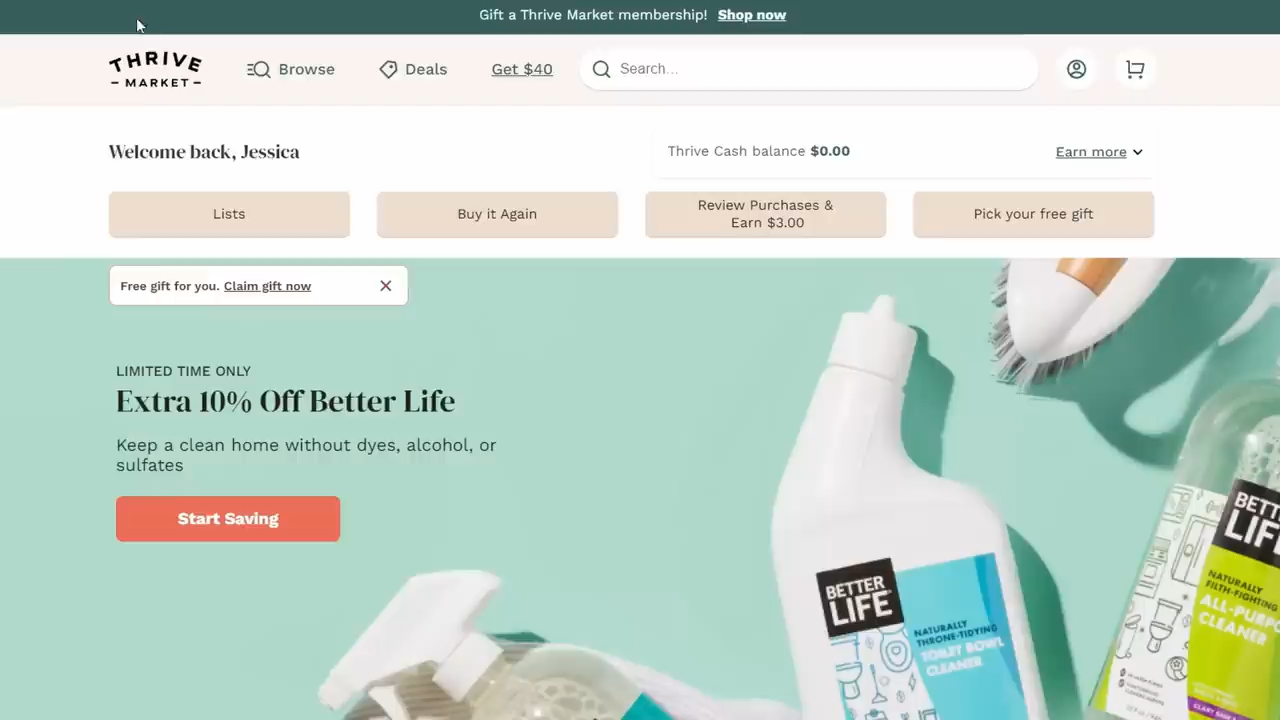 Gift a Thrive Market membership! Shop now
THRIVE
MARKET
Browse
Deals
Get $40
Search...
Welcome back, Jessica
Thrive Cash balance $0.00
Earn more
Lists
Buy it Again
Review Purchases &
Earn $3.00
Pick your free gift
Free gift for you. Claim gift now
LIMITED TIME ONLY
Extra 10% Off Better Life
Keep a clean home without dyes, alcohol, or
sulfates
Start Saving
BETTER
LIFE
NATURALLY
THRONE-TIDYING
TOILET BOWL
CLEANER
BETT
LIF
NATURALLY
FILTH-FIGHTING
ALL-PURPO
CLEANER